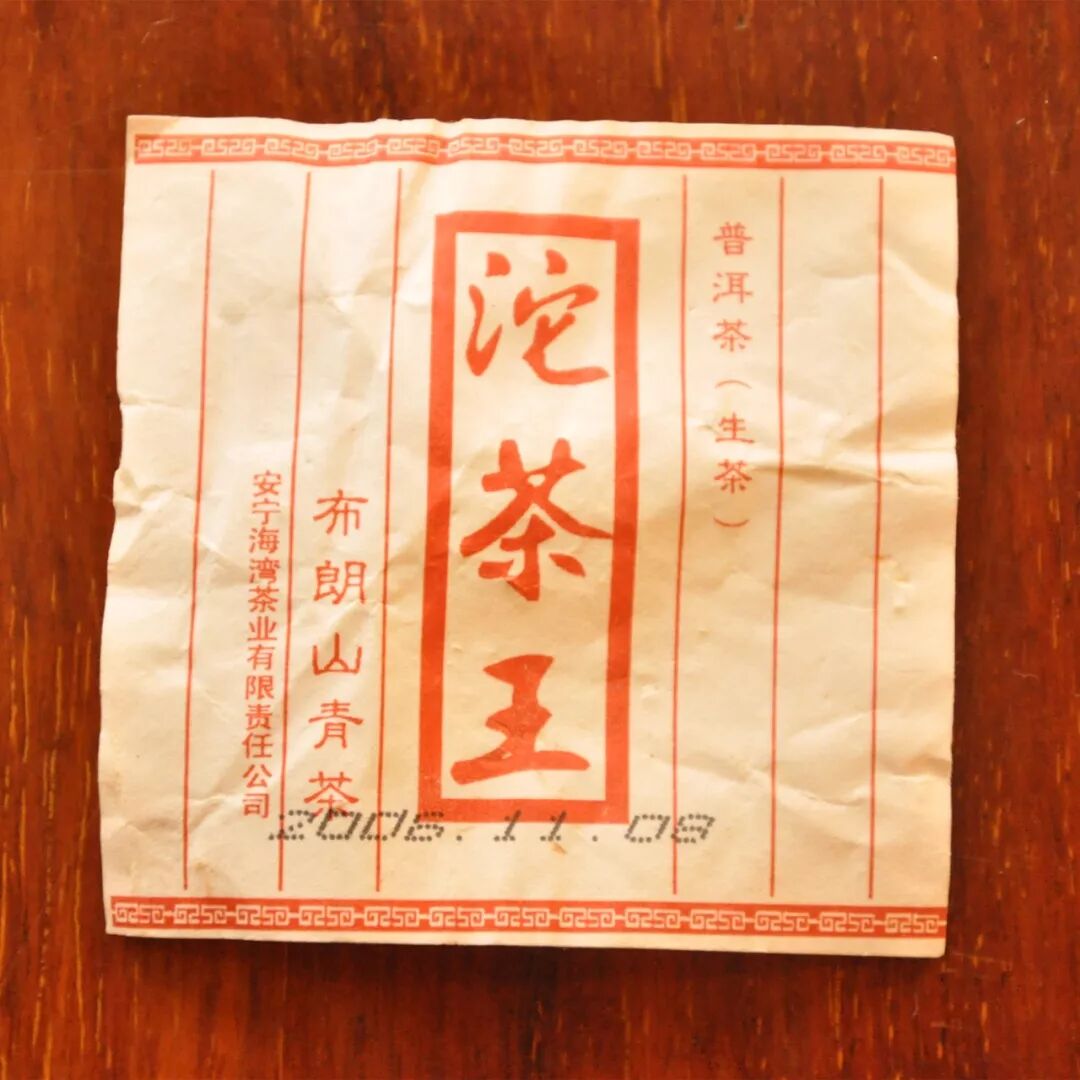 普洱茶（生茶）
沱茶王
布朗山青茶
安宁海湾茶业有限责任公司
2006.11.08